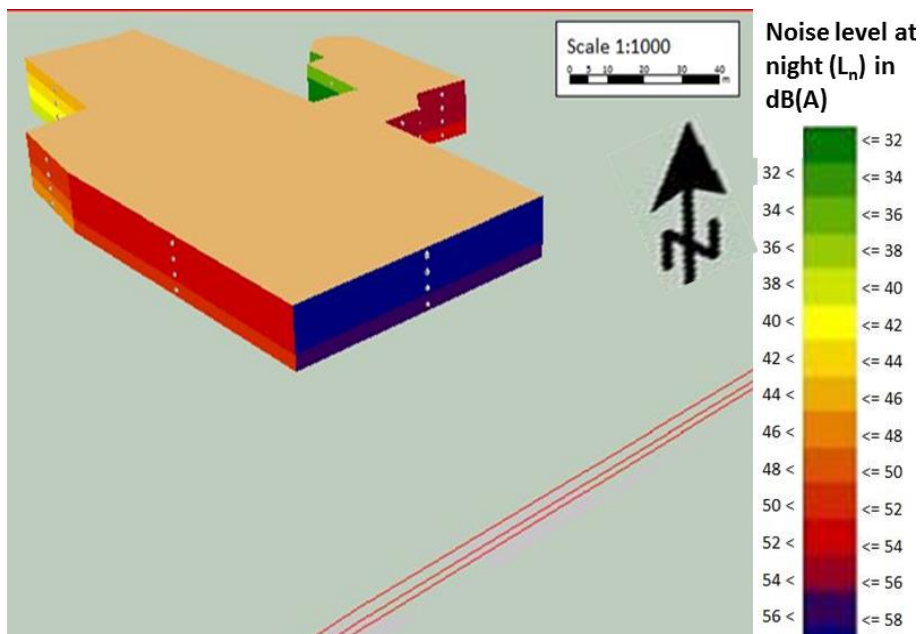 Scale 1:1000
0 5 10 20 30 40
m
N
Noise level at
night (Ln) in
dB(A)
<= 32
32 < <= 34
34 < <= 36
36 < <= 38
38 < <= 40
40 < <= 42
42 < <= 44
44 < <= 46
46 < <= 48
48 < <= 50
50 < <= 52
52 < <= 54
54 < <= 56
56 < <= 58